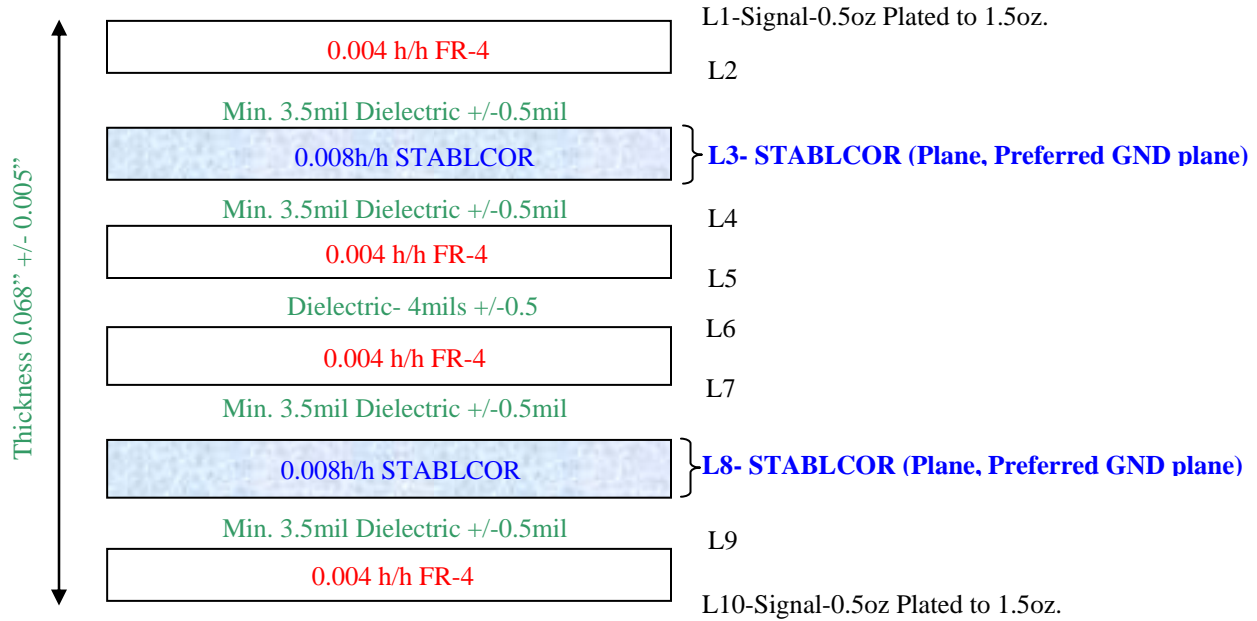 L1-Signal-0.5oz Plated to 1.5oz.
0.004 h/h FR-4
L2
Min. 3.5mil Dielectric +/-0.5mil
0.008h/h STABLCOR
L3- STABLCOR (Plane, Preferred GND plane)
Min. 3.5mil Dielectric +/-0.5mil
L4
0.004 h/h FR-4
L5
Dielectric- 4mils +/-0.5
L6
0.004 h/h FR-4
L7
Min. 3.5mil Dielectric +/-0.5mil
0.008h/h STABLCOR
L8- STABLCOR (Plane, Preferred GND plane)
Min. 3.5mil Dielectric +/-0.5mil
L9
0.004 h/h FR-4
L10-Signal-0.5oz Plated to 1.5oz.
Thickness 0.068” +/- 0.005”